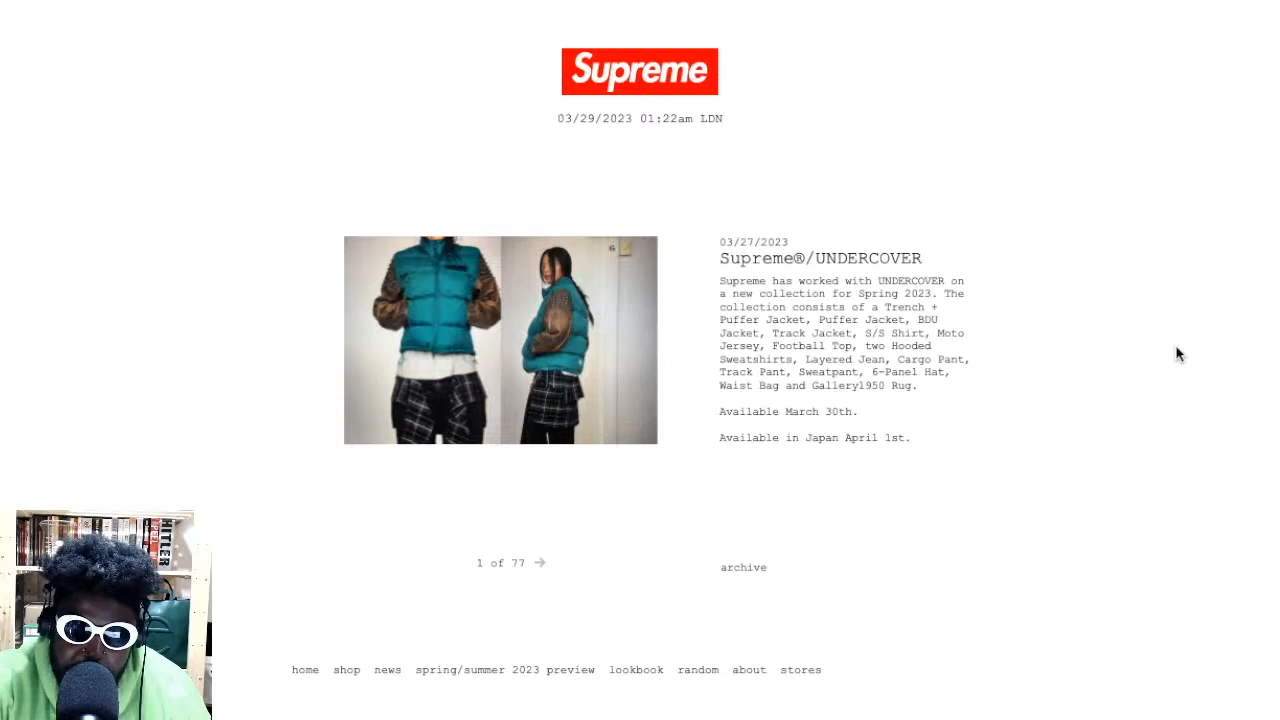 Supreme
03/29/2023 01:22am LDN
03/27/2023
Supreme®/UNDERCOVER
Supreme has worked with UNDERCOVER on
a new collection for Spring 2023. The
collection consists of a Trench +
Puffer Jacket, Puffer Jacket, BDU
Jacket, Track Jacket, S/S Shirt, Moto
Jersey, Football Top, two Hooded
Sweatshirts, Layered Jean, Cargo Pant,
Track Pant, Sweatpant, 6-Panel Hat,
Waist Bag and Gallery1950 Rug.
Available March 30th.
Available in Japan April 1st.
6
1 of 77 →
archive
HITLER
home shop news spring/summer 2023 preview lookbook random about stores